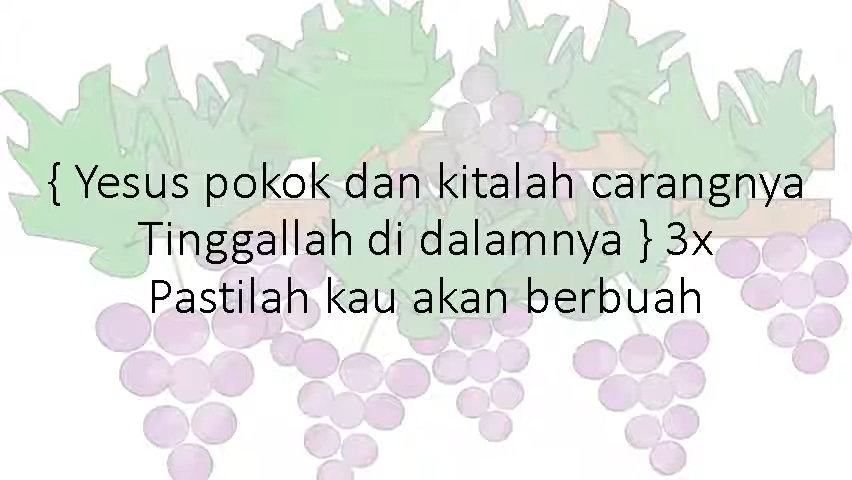 { Yesus pokok dan kitalah carangnya
Tinggallah di dalamnya } 3x
Pastilah kau akan berbuah